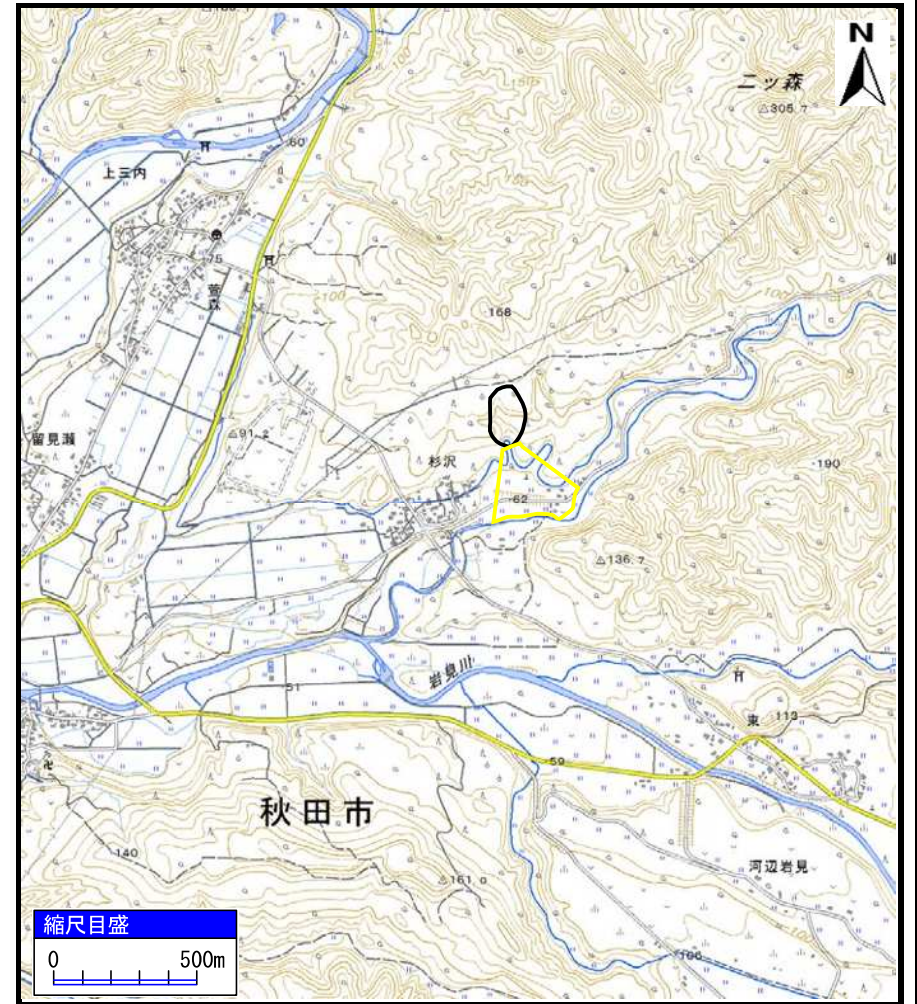 N
二ッ森
△305.7
60
上三内
75
菅森
100
168
仙
留見瀬
△91.2
杉沢
62
190
△136.7
岩見川
51
東
113
59
秋田市
140
△161.0
河辺岩見
106
縮尺目盛
0 500m